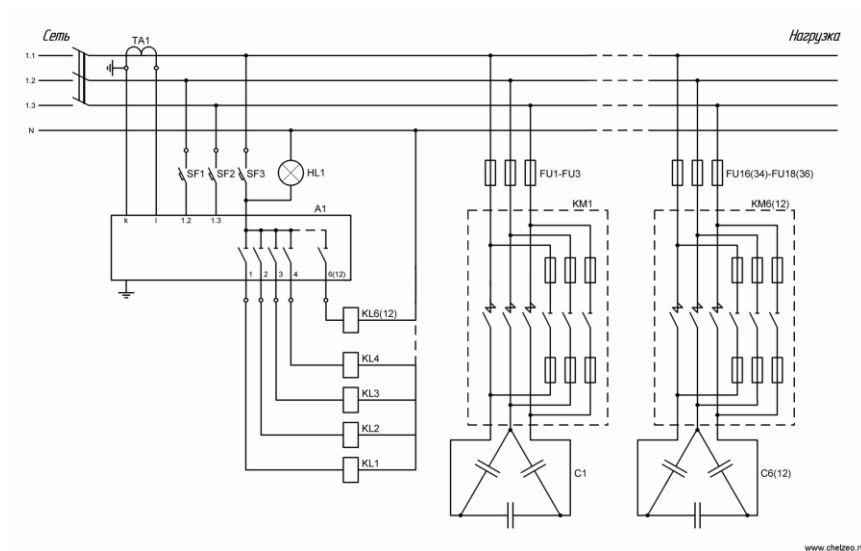 Сеть
TA1
Нагрузка
1.1
1.2
1.3
N
SF1 SF2 SF3 HL1
FU1-FU3
FU16(34)-FU18(36)
A1
KM1
KM6(12)
k l 1.2 1.3
1 2 3 4 6(12)
KL6(12)
KL4
KL3
KL2
KL1
C1
C6(12)